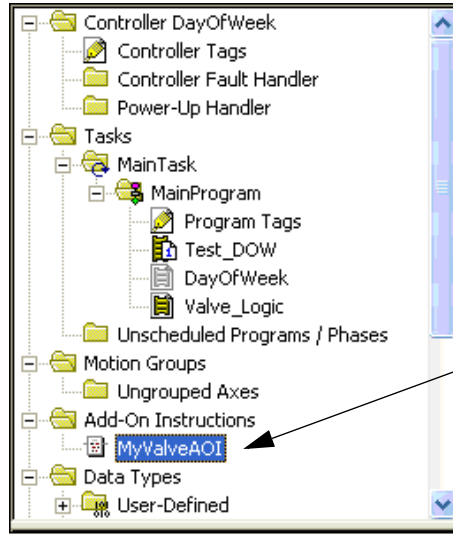 Controller DayOfWeek
Controller Tags
Controller Fault Handler
Power-Up Handler
Tasks
MainTask
MainProgram
Program Tags
Test_DOW
DayOfWeek
Valve_Logic
Unscheduled Programs / Phases
Motion Groups
Ungrouped Axes
Add-On Instructions
MyValveAOI
Data Types
User-Defined